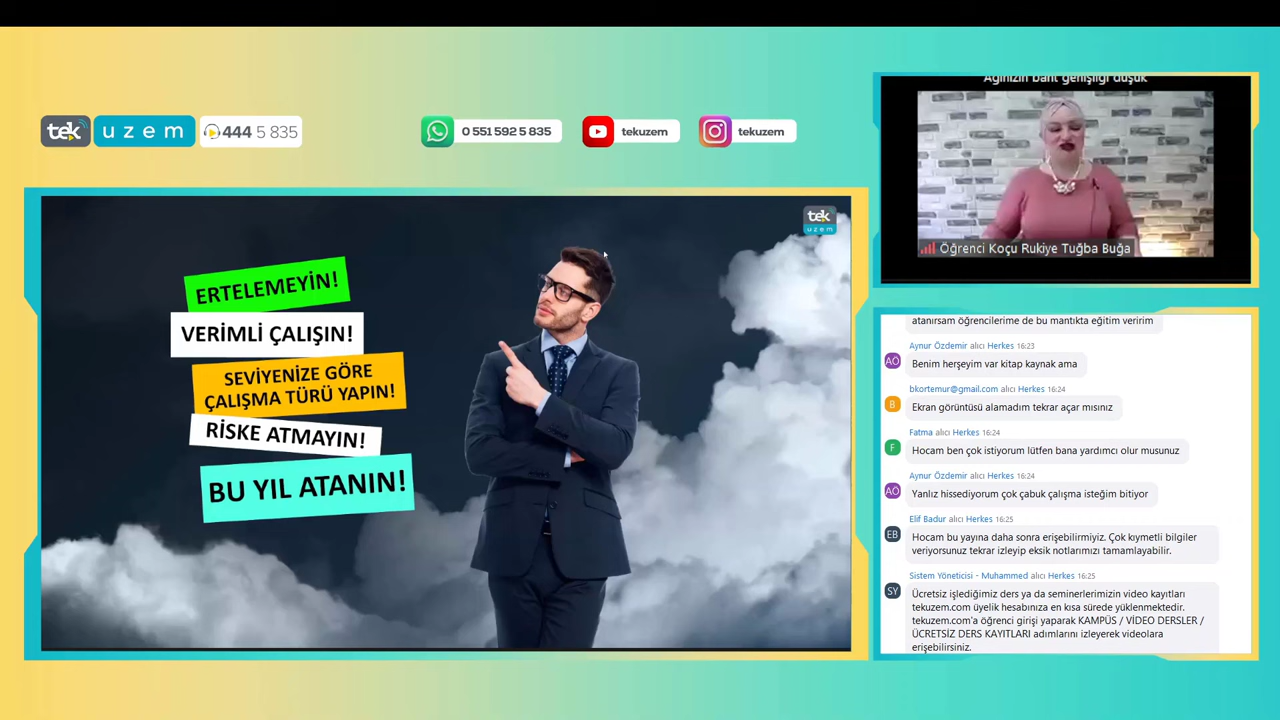 tek uzem 444 5 835
0 551 592 5 835
tekuzem
tekuzem
tek
uzem
ERTELEMEYİN!
VERİMLİ ÇALIŞIN!
SEVİYENİZE GÖRE
ÇALIŞMA TÜRÜ YAPIN!
RİSKE ATMAYIN!
BU YIL ATANIN!
Ağınızın bant genişliği düşük
Öğrenci Koçu Rukiye Tuğba Buğa
atanırsam öğrencilerime de bu mantıkta eğitim veririm
Aynur Özdemir alıcı Herkes 16:23
AÖ
Benim herşeyim var kitap kaynak ama
bkortemur@gmail.com alıcı Herkes 16:24
B
Ekran görüntüsü alamadım tekrar açar mısınız
Fatma alıcı Herkes 16:24
F
Hocam ben çok istiyorum lütfen bana yardımcı olur musunuz
Aynur Özdemir alıcı Herkes 16:24
AÖ
Yanlız hissediyorum çok çabuk çalışma isteğim bitiyor
Elif Badur alıcı Herkes 16:25
EB
Hocam bu yayına daha sonra erişebilirmiyiz. Çok kıymetli bilgiler
veriyorsunuz tekrar izleyip eksik notlarımızı tamamlayabilir.
Sistem Yöneticisi - Muhammed alıcı Herkes 16:25
SY
Ücretsiz işlediğimiz ders ya da seminerlerimizin video kayıtları
tekuzem.com üyelik hesabınıza en kısa sürede yüklenmektedir.
tekuzem.com'a öğrenci girişi yaparak KAMPÜS / VİDEO DERSLER /
ÜCRETSİZ DERS KAYITLARI adımlarını izleyerek videolara
erişebilirsiniz.